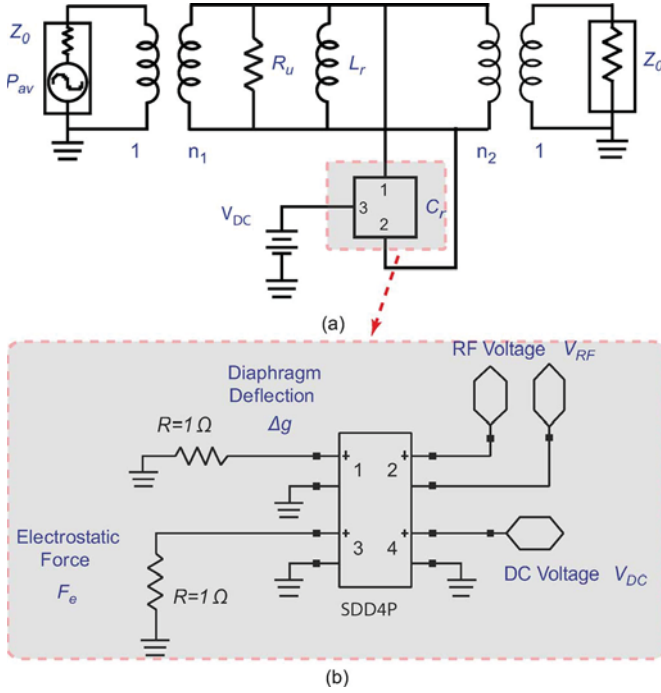 Z0
Pav
Ru
Lr
Z0
1
n1
n2
1
1
3
2
Cr
VDC
(a)
RF Voltage VRF
Diaphragm
Deflection
Δg
R=1 Ω
1
2
3
4
Electrostatic
Force
Fe
R=1 Ω
DC Voltage VDC
SDD4P
(b)